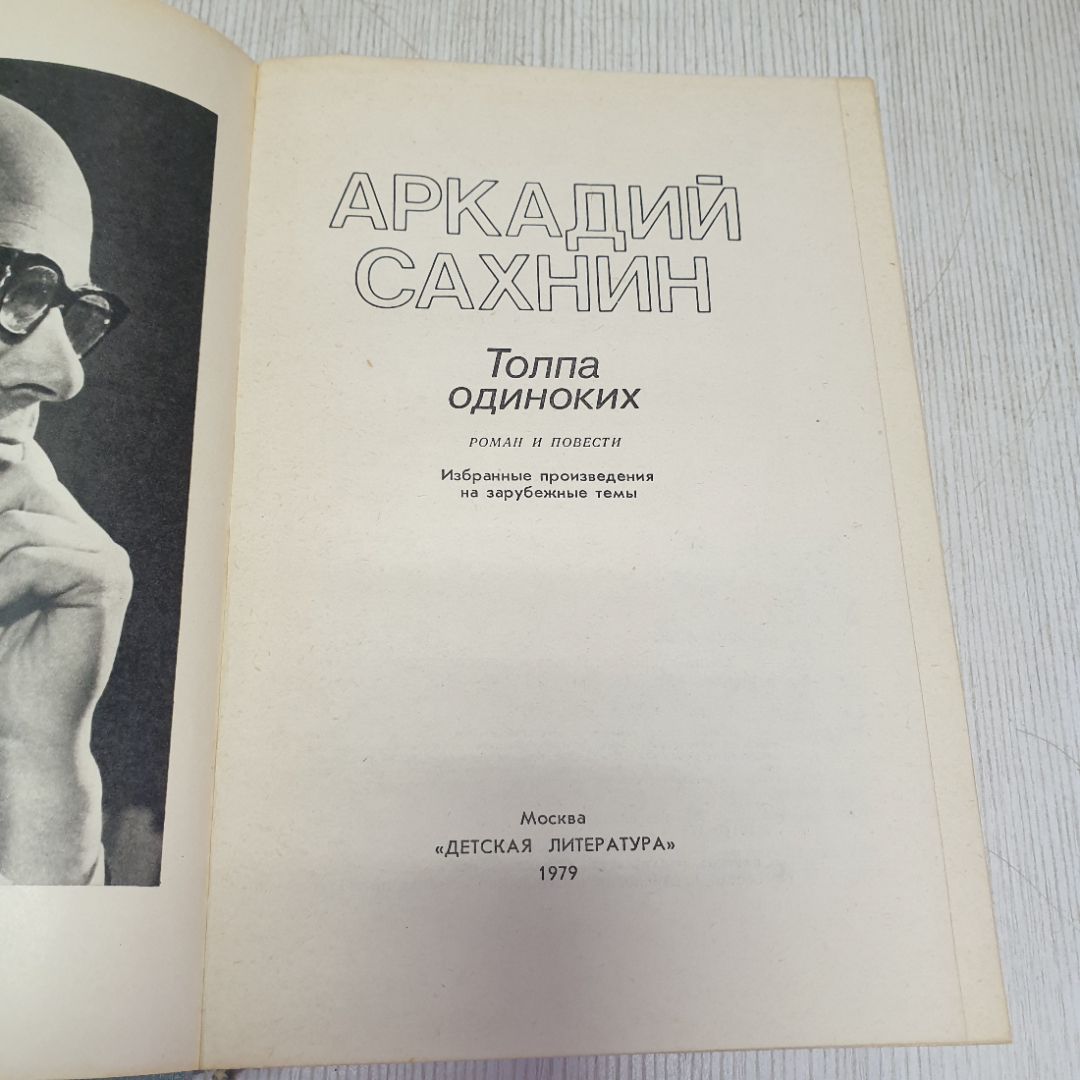 АРКАДИЙ
САХНИН
Толпа
одиноких
РОМАН И ПОВЕСТИ
Избранные произведения
на зарубежные темы
Москва
«ДЕТСКАЯ ЛИТЕРАТУРА»
1979